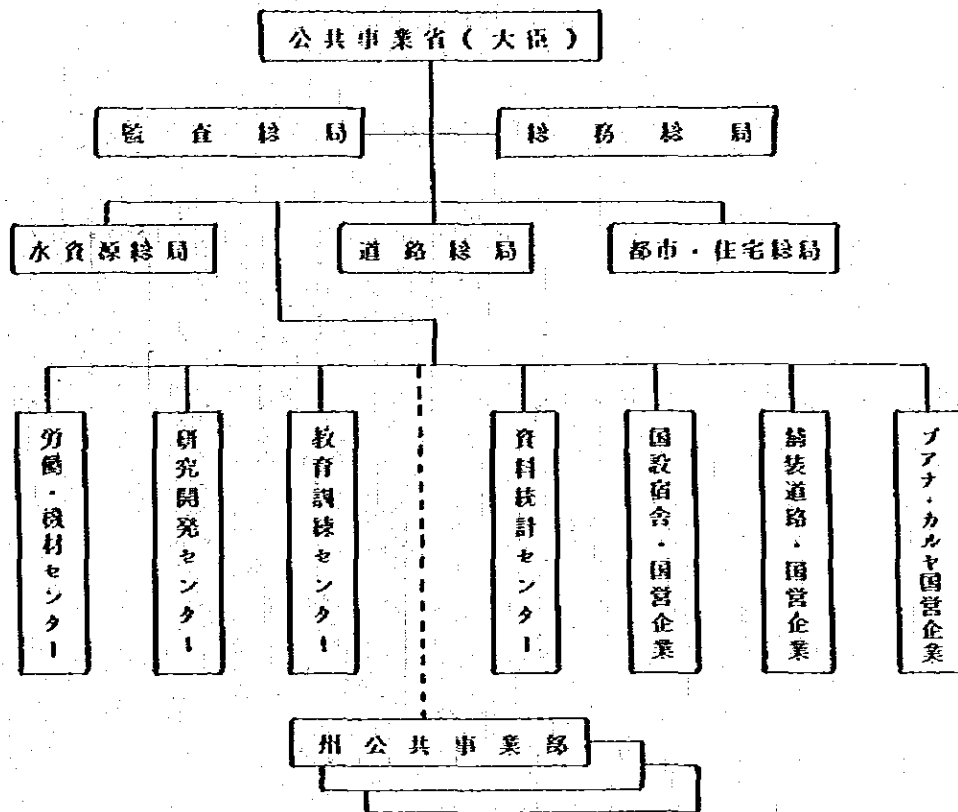 公共事業省(大臣)
監査総局
総務総局
水資源総局
道路総局
都市・住宅総局
労働・機材センター
研究開発センター
教育訓練センター
資料統計センター
国設宿舎・国営企業
舗装道路・国営企業
ブアナ・カルヤ国営企業
州公共事業部